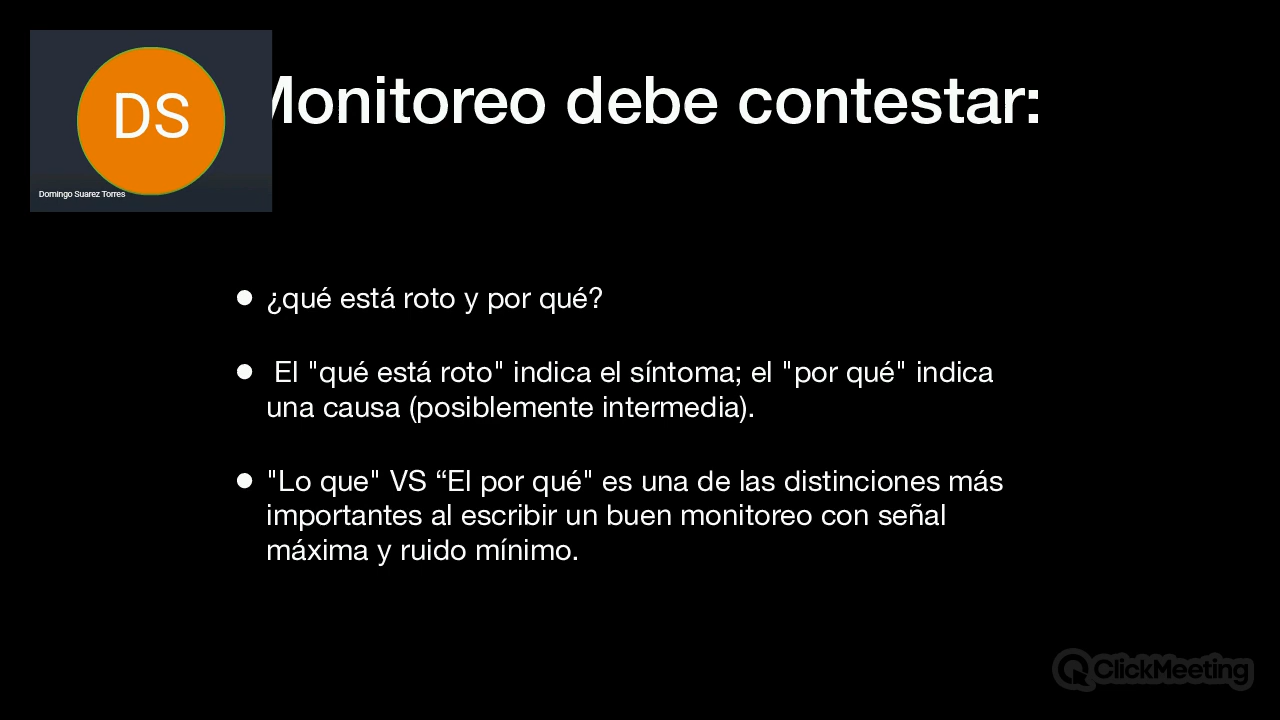 DS
Domingo Suarez Torres
Monitoreo debe contestar:
¿qué está roto y por qué?
El "qué está roto" indica el síntoma; el "por qué" indica
una causa (posiblemente intermedia).
"Lo que" VS “El por qué" es una de las distinciones más
importantes al escribir un buen monitoreo con señal
máxima y ruido mínimo.
ClickMeeting